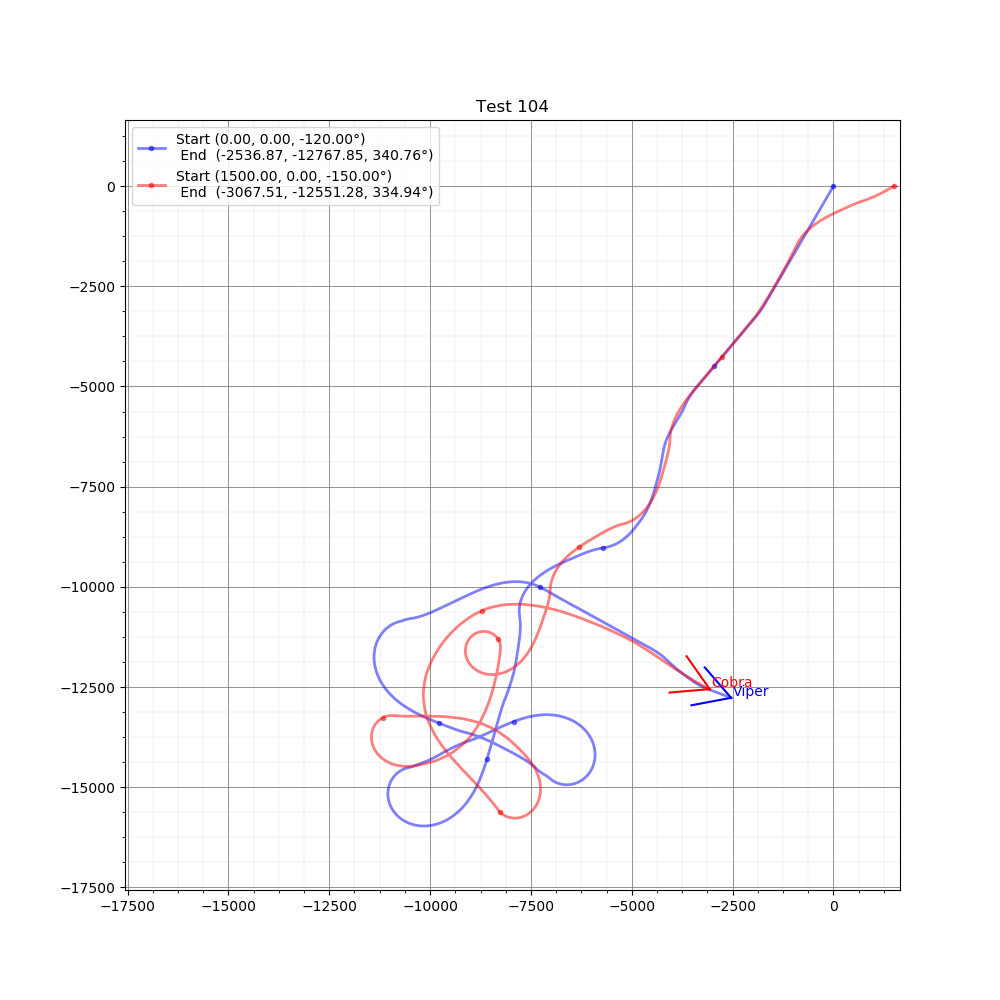 Test 104
Start (0.00, 0.00, -120.00°)
End (-2536.87, -12767.85, 340.76°)
Start (1500.00, 0.00, -150.00°)
End (-3067.51, -12551.28, 334.94°)
0
−2500
−5000
−7500
−10000
−12500
−15000
−17500
Cobra
Viper
−17500 −15000 −12500 −10000 −7500 −5000 −2500 0